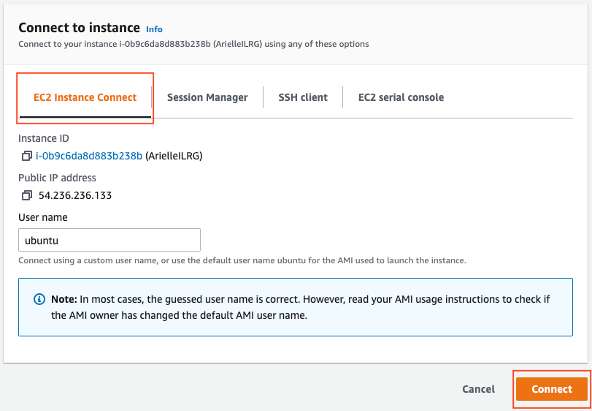 Connect to instance Info
Connect to your instance i-0b9c6da8d883b238b (ArielleILRG) using any of these options
EC2 Instance Connect
Session Manager
SSH client
EC2 serial console
Instance ID
i-0b9c6da8d883b238b (ArielleILRG)
Public IP address
54.236.236.133
User name
ubuntu
Connect using a custom user name, or use the default user name ubuntu for the AMI used to launch the instance.
Note: In most cases, the guessed user name is correct. However, read your AMI usage instructions to check if
the AMI owner has changed the default AMI user name.
Cancel
Connect